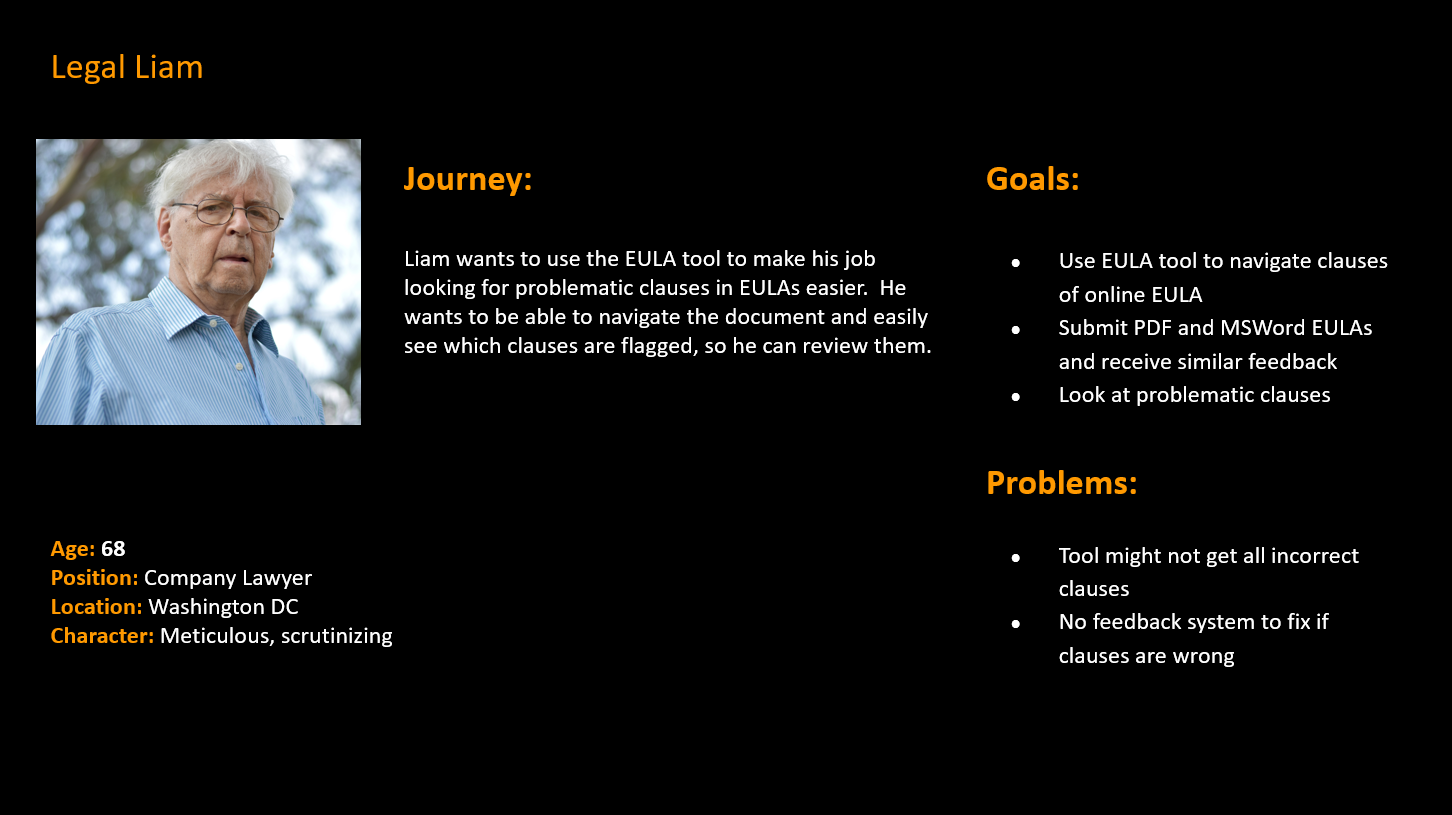 Legal Liam
Journey:
Liam wants to use the EULA tool to make his job
looking for problematic clauses in EULAs easier.  He
wants to be able to navigate the document and easily
see which clauses are flagged, so he can review them.
Goals:
● Use EULA tool to navigate clauses
of online EULA
● Submit PDF and MSWord EULAs
and receive similar feedback
● Look at problematic clauses
Problems:
● Tool might not get all incorrect
clauses
● No feedback system to fix if
clauses are wrong
Age: 68
Position: Company Lawyer
Location: Washington DC
Character: Meticulous, scrutinizing